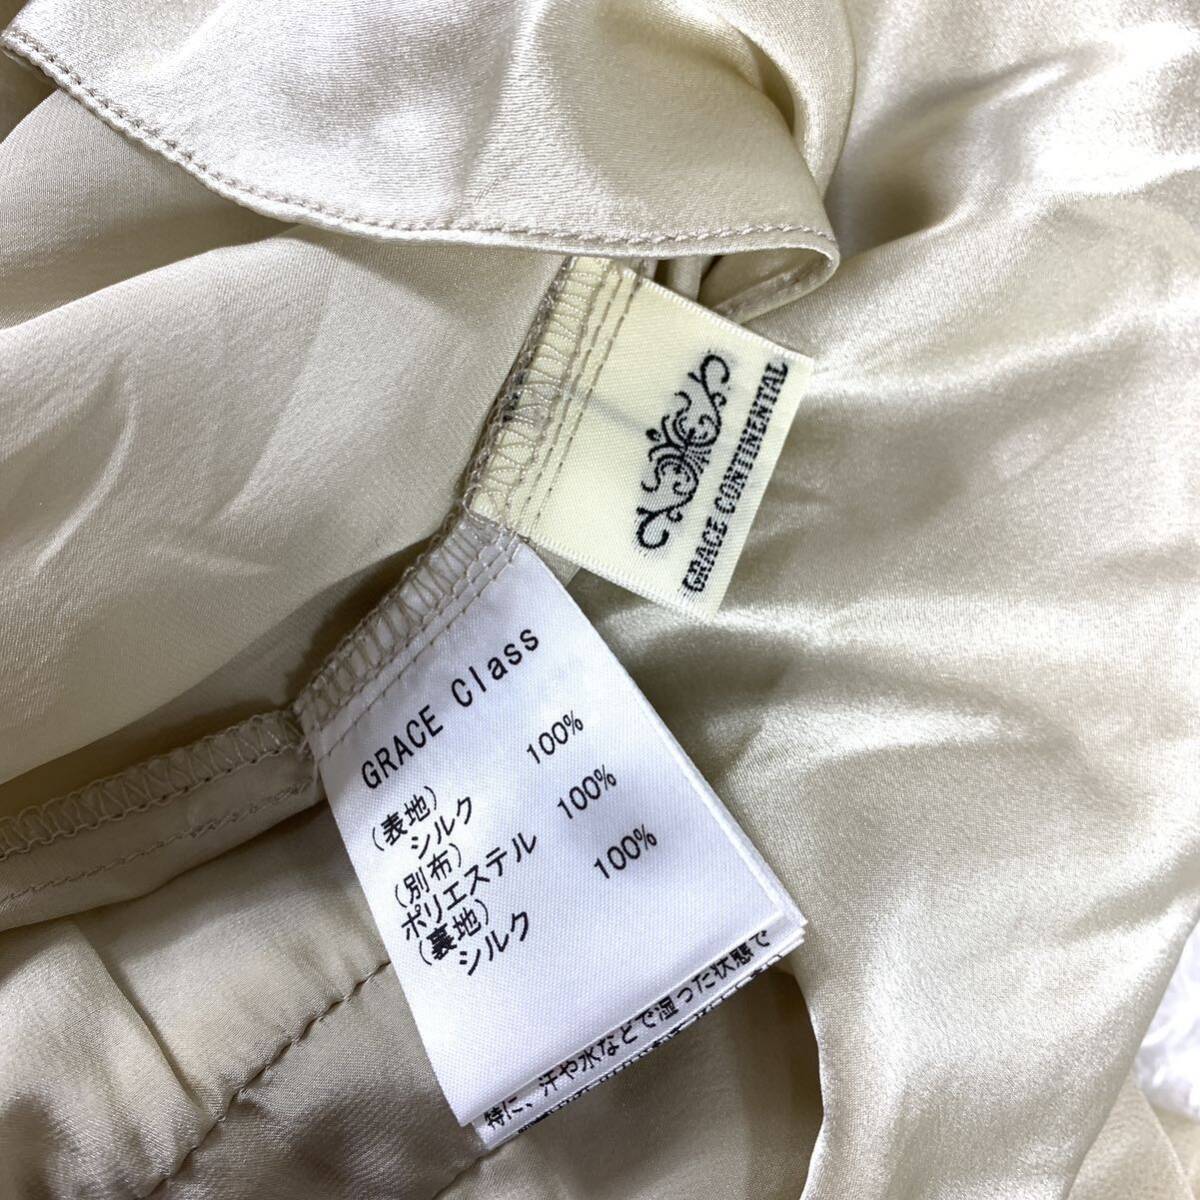 GRACE CONTINENTAL
GRACE Class
(表地)
シルク 100%
(別布)
ポリエステル 100%
(裏地)
シルク 100%
特に、汗や水などで湿った状態で